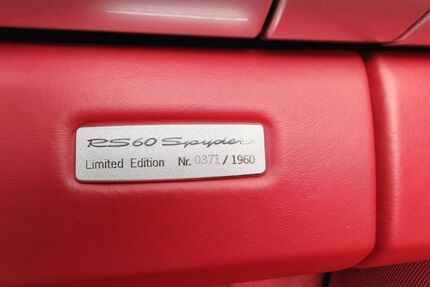 RS60 Spyder
Limited Edition Nr. 0371 / 1960